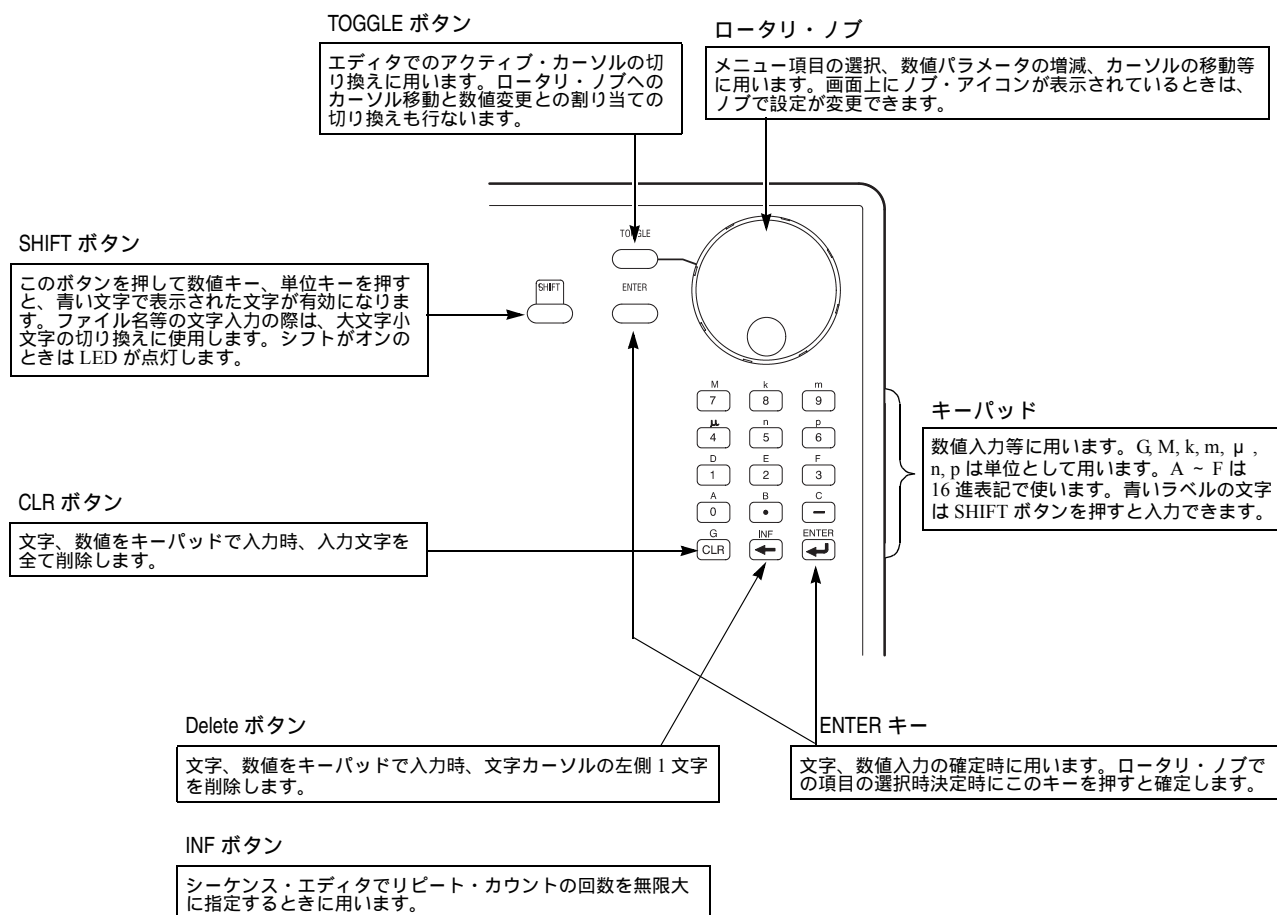 TOGGLE ボタン
エディタでのアクティブ・カーソルの切
り換えに用います。ロータリ・ノブへの
カーソル移動と数値変更との割り当ての
切り換えも行ないます。
ロータリ・ノブ
メニュー項目の選択、数値パラメータの増減、カーソルの移動等
に用います。画面上にノブ・アイコンが表示されているときは、
ノブで設定が変更できます。
SHIFT ボタン
このボタンを押して数値キー、単位キーを押す
と、青い文字で表示された文字が有効になりま
す。ファイル名等の文字入力の際は、大文字小
文字の切り換えに使用します。シフトがオンの
ときは LED が点灯します。
TOGGLE
SHIFT
ENTER
M k m
7 8 9
μ n p
4 5 6
D E F
1 2 3
A B C
0 • −
G INF ENTER
CLR
キーパッド
数値入力等に用います。G, M, k, m, μ ,
n, p は単位として用います。A ~ F は
16 進表記で使います。青いラベルの文字
は SHIFT ボタンを押すと入力できます。
CLR ボタン
文字、数値をキーパッドで入力時、入力文字を
全て削除します。
Delete ボタン
文字、数値をキーパッドで入力時、文字カーソルの左側 1 文字
を削除します。
ENTER キー
文字、数値入力の確定時に用います。ロータリ・ノブで
の項目の選択時決定時にこのキーを押すと確定します。
INF ボタン
シーケンス・エディタでリピート・カウントの回数を無限大
に指定するときに用います。